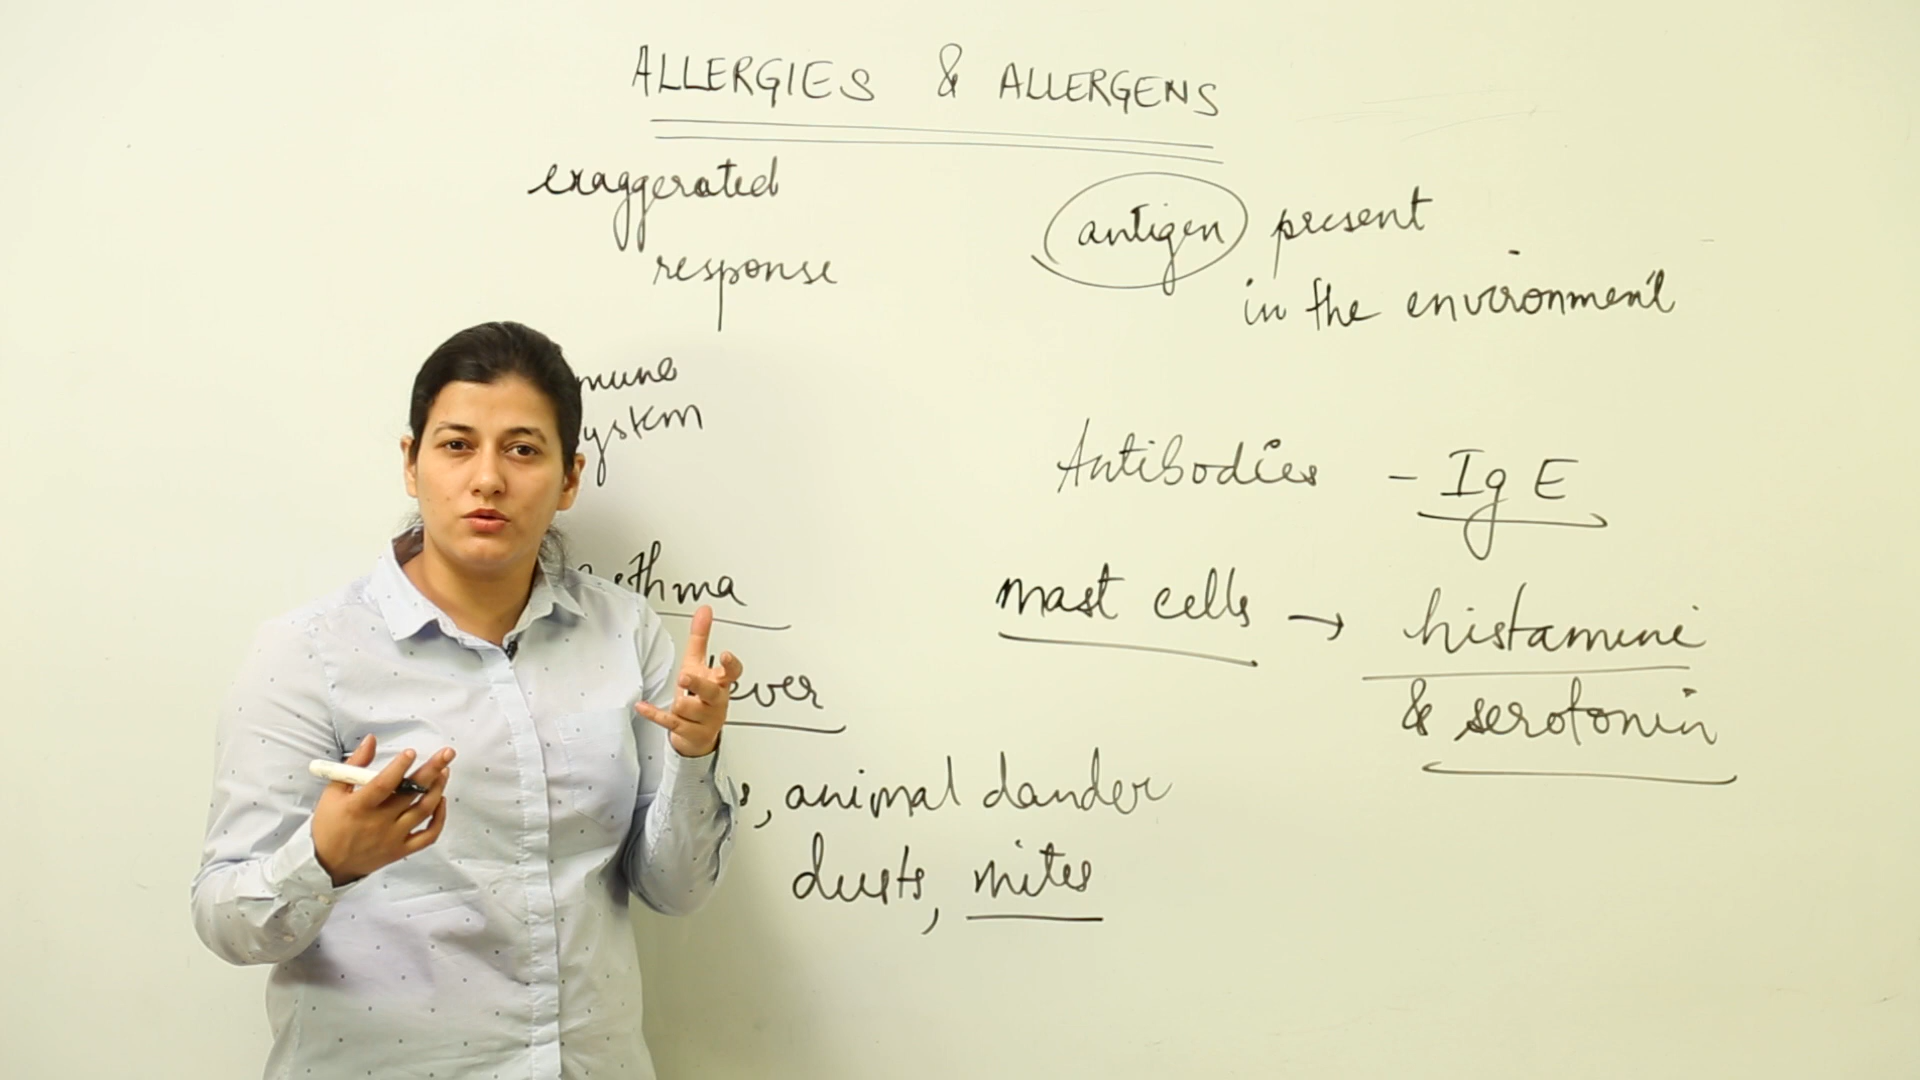 ALLERGIES & ALLERGENS
exaggerated
response
mune
ystem
antigen present
in the environment
Antibodies - IgE
mast cells → histamine
& serotonin
sthma
ever
s, animal dander
dusts, mites